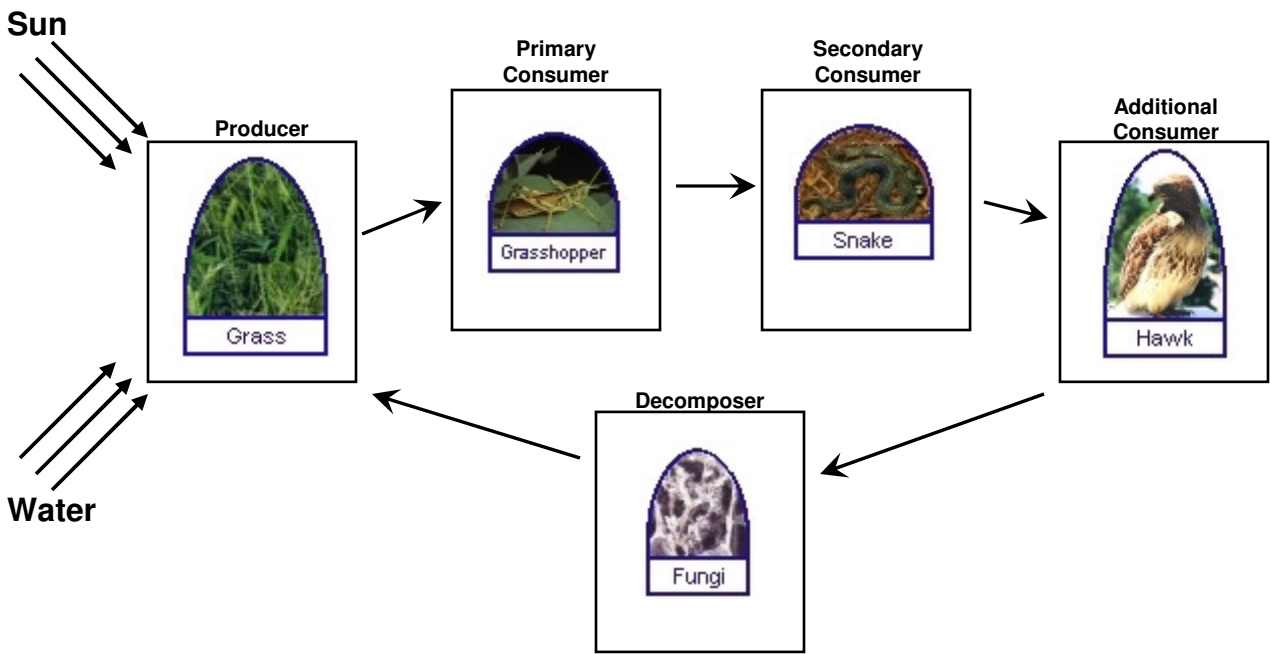 Sun
Primary
Consumer
Secondary
Consumer
Additional
Consumer
Producer
Grass
Grasshopper
Snake
Hawk
Decomposer
Fungi
Water